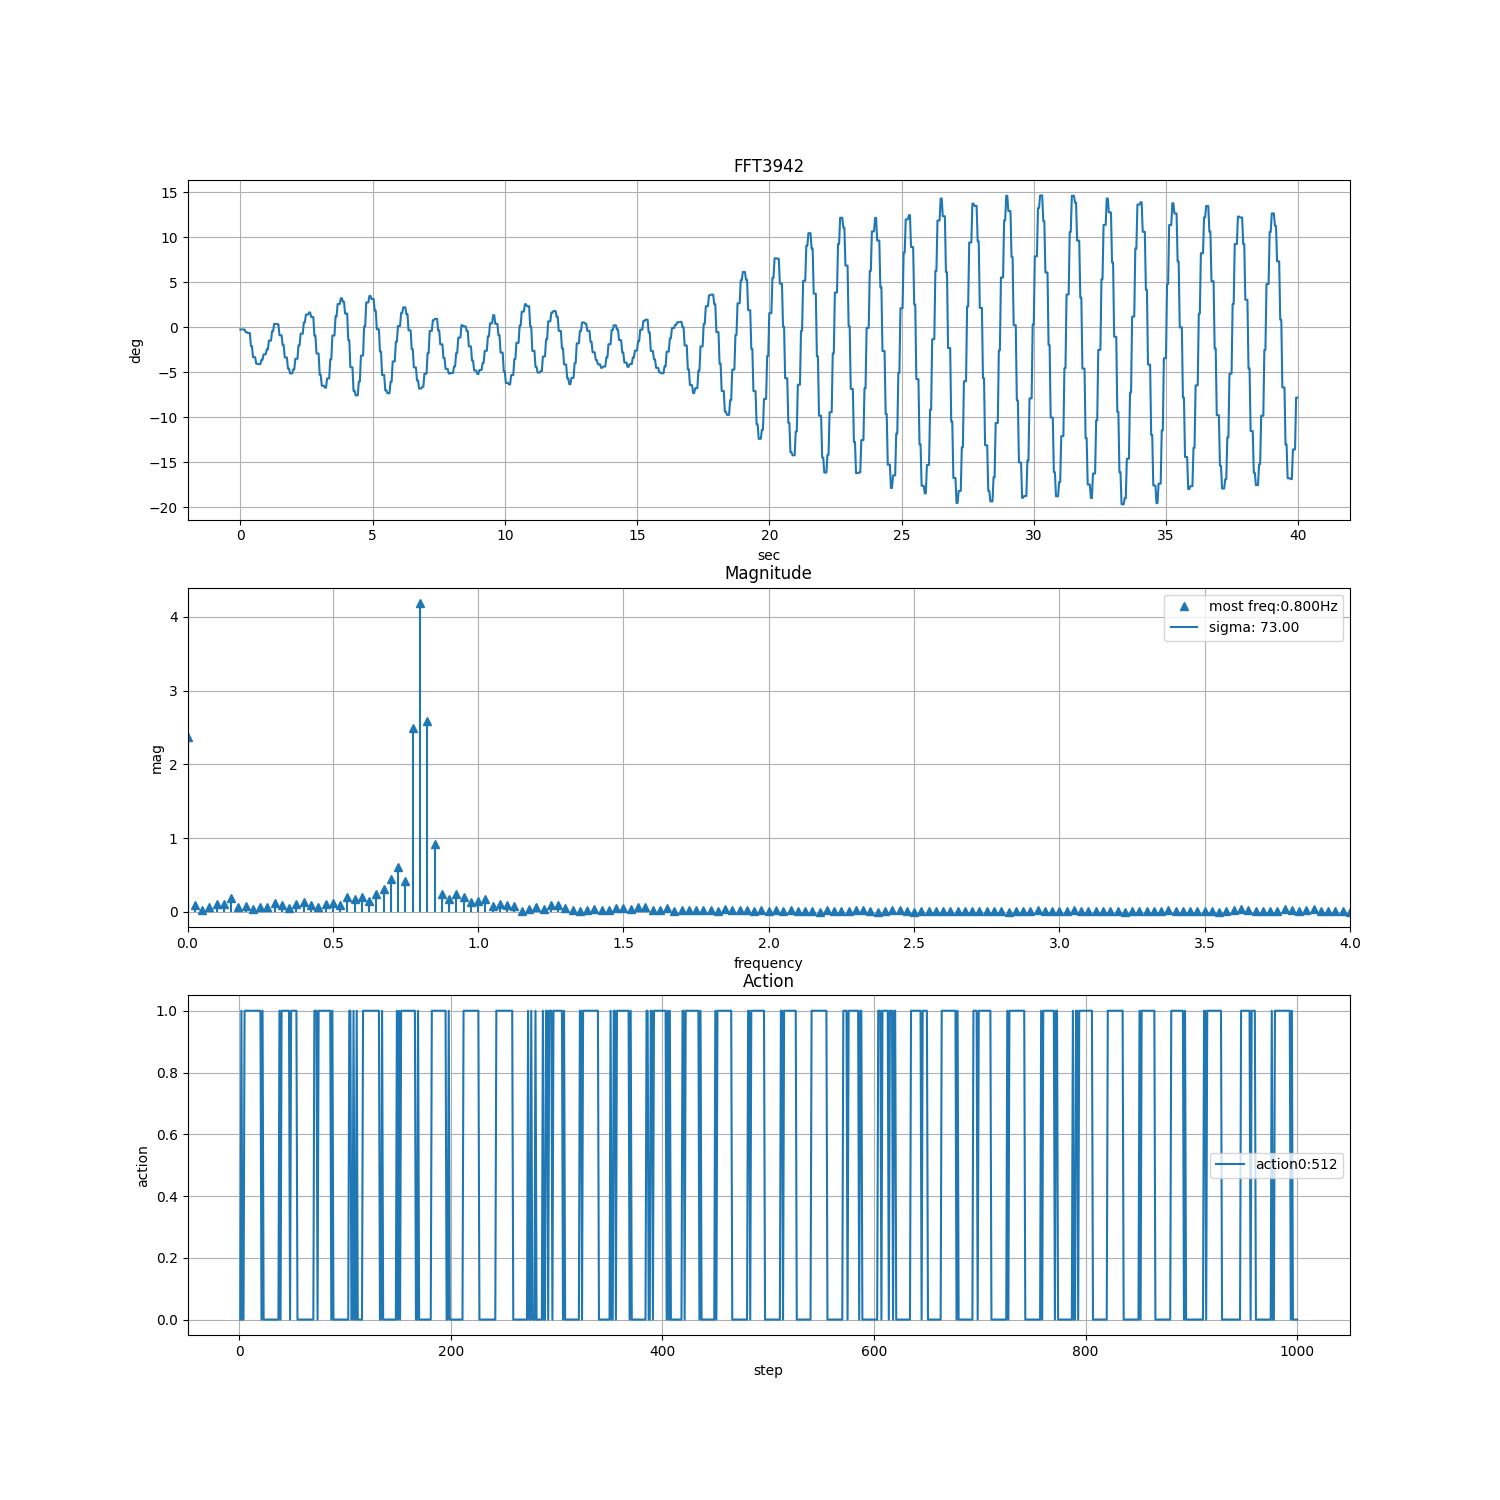 FFT3942
15
10
5
0
−5
−10
−15
−20
deg
0 5 10 15 20 25 30 35 40
sec
Magnitude
most freq:0.800Hz
sigma: 73.00
4
3
2
1
0
mag
0.0 0.5 1.0 1.5 2.0 2.5 3.0 3.5 4.0
frequency
Action
1.0
0.8
0.6
0.4
0.2
0.0
action
action0:512
0 200 400 600 800 1000
step